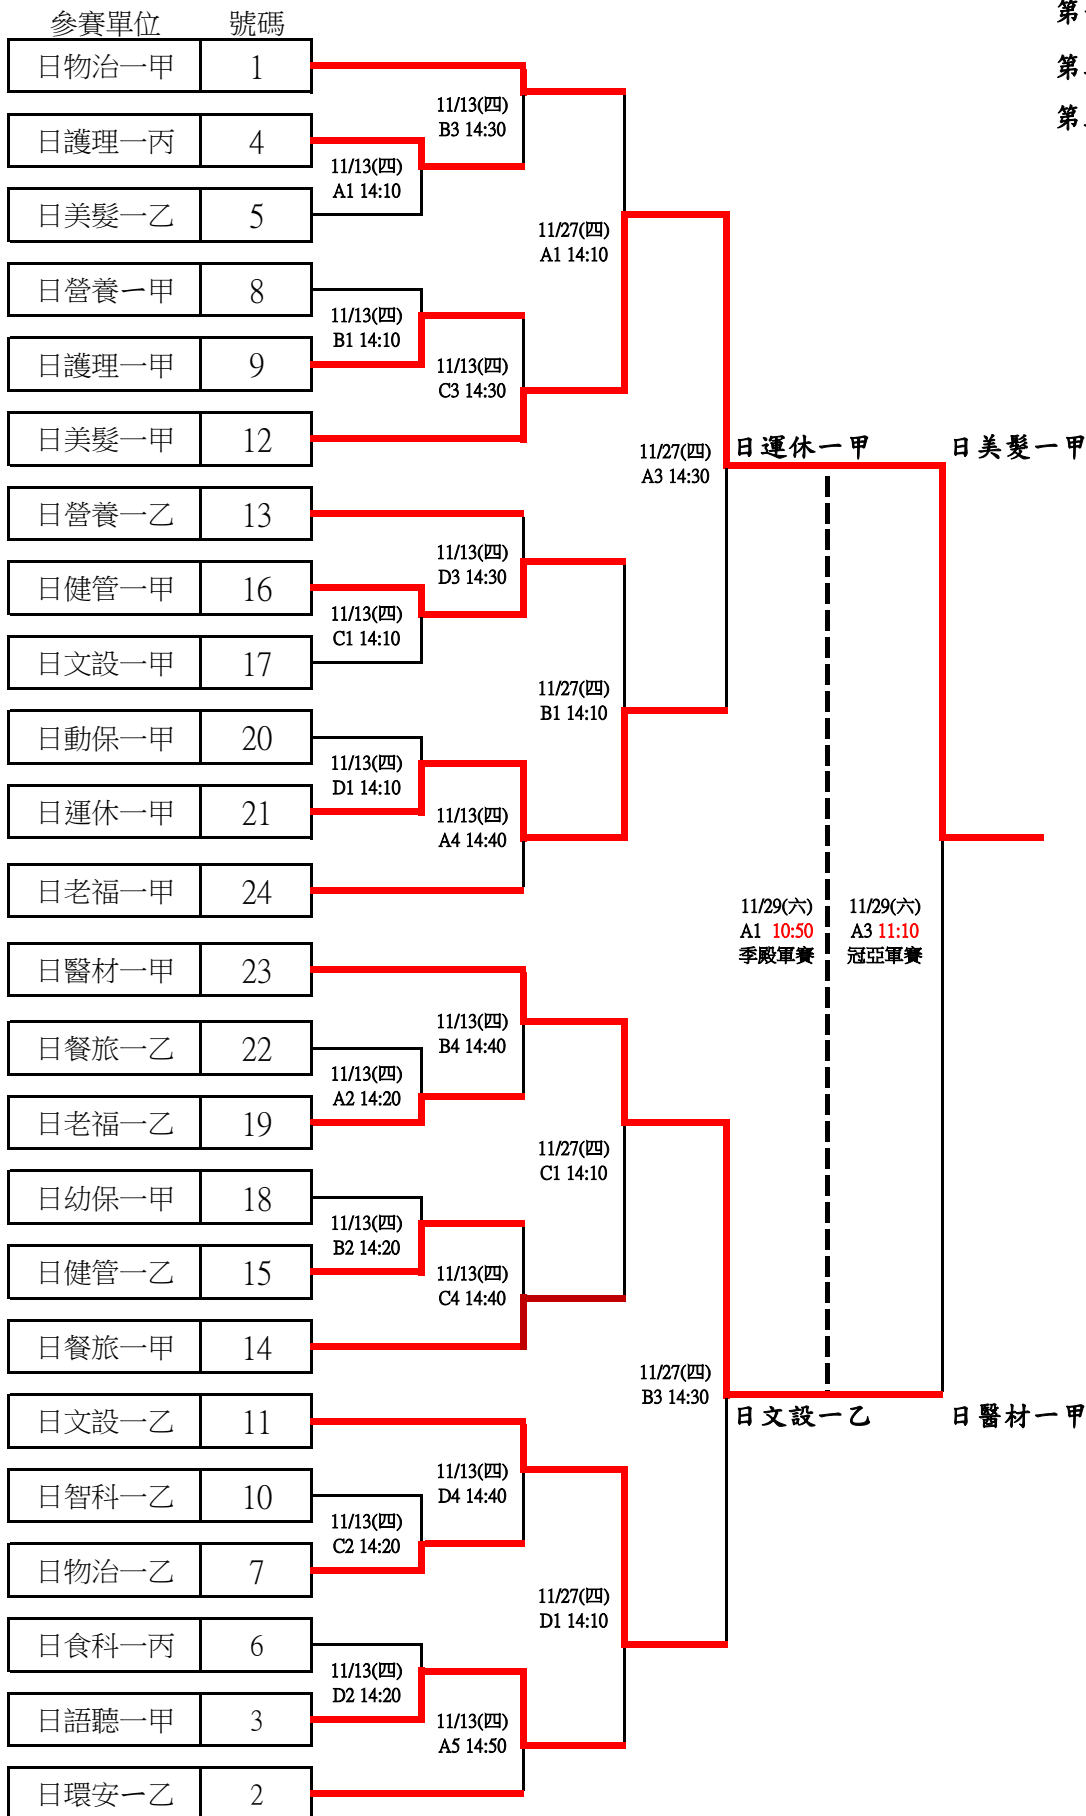 參賽單位 號碼
第
第
第
日物治一甲 1
11/13(四)
B3 14:30
日護理一丙 4
11/13(四)
A1 14:10
日美髮一乙 5
11/27(四)
A1 14:10
日營養一甲 8
11/13(四)
B1 14:10
日護理一甲 9
11/13(四)
C3 14:30
日美髮一甲 12
11/27(四)
A3 14:30
日運休一甲
日美髮一甲
日營養一乙 13
11/13(四)
D3 14:30
日健管一甲 16
11/13(四)
C1 14:10
日文設一甲 17
11/27(四)
B1 14:10
日動保一甲 20
11/13(四)
D1 14:10
日運休一甲 21
11/13(四)
A4 14:40
日老福一甲 24
11/29(六)
A1 10:50
季殿軍賽
11/29(六)
A3 11:10
冠亞軍賽
日醫材一甲 23
11/13(四)
B4 14:40
日餐旅一乙 22
11/13(四)
A2 14:20
日老福一乙 19
11/27(四)
C1 14:10
日幼保一甲 18
11/13(四)
B2 14:20
日健管一乙 15
11/13(四)
C4 14:40
日餐旅一甲 14
11/27(四)
B3 14:30
日文設一乙
日醫材一甲
日文設一乙 11
11/13(四)
D4 14:40
日智科一乙 10
11/13(四)
C2 14:20
日物治一乙 7
11/27(四)
D1 14:10
日食科一丙 6
11/13(四)
D2 14:20
日語聽一甲 3
11/13(四)
A5 14:50
日環安一乙 2